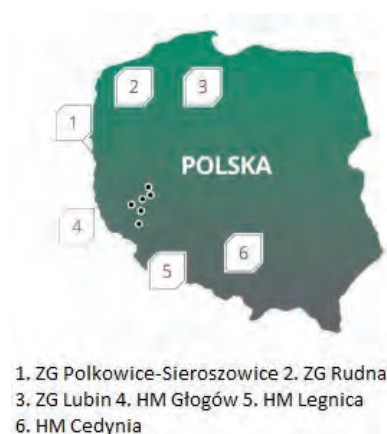 2
3
1
POLSKA
4
6
5
1. ZG Polkowice-Sieroszowice 2. ZG Rudna
3. ZG Lubin 4. HM Głogów 5. HM Legnica
6. HM Cedynia